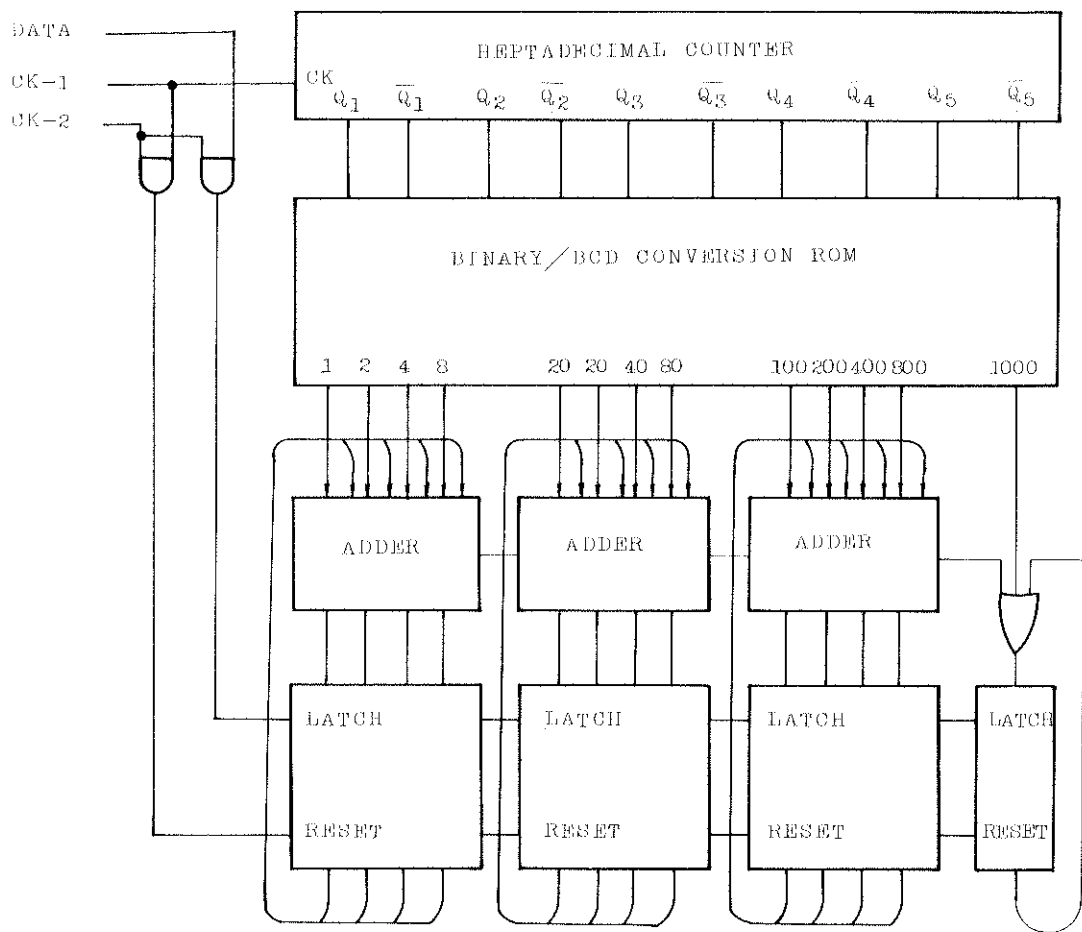 DATA
HEPTADECIMAL COUNTER
CK-1
CK
Q1 Q̅1 Q2 Q̅2 Q3 Q̅3 Q4 Q̅4 Q5 Q̅5
CK-2
BINARY/BCD CONVERSION ROM
1 2 4 8 20 20 40 80 100 200 400 800 1000
ADDER ADDER ADDER
LATCH LATCH LATCH LATCH
RESET RESET RESET RESET